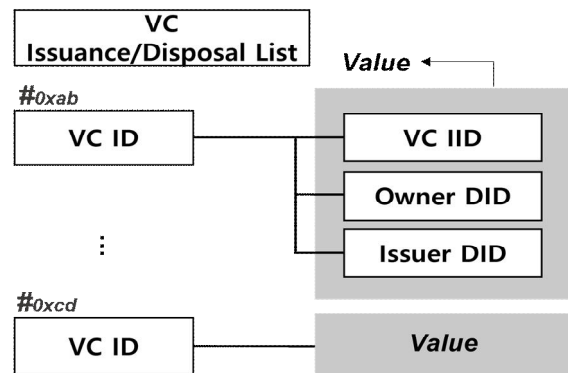 VC
Issuance/Disposal List
Value
#0xab
VC ID
VC IID
Owner DID
⋮
Issuer DID
#0xcd
VC ID
Value